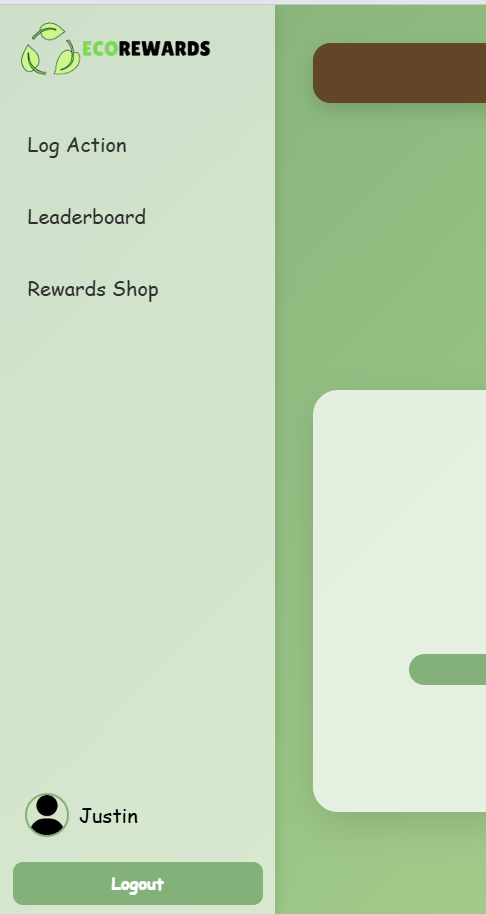 ECOREWARDS
Log Action
Leaderboard
Rewards Shop
Justin
Logout